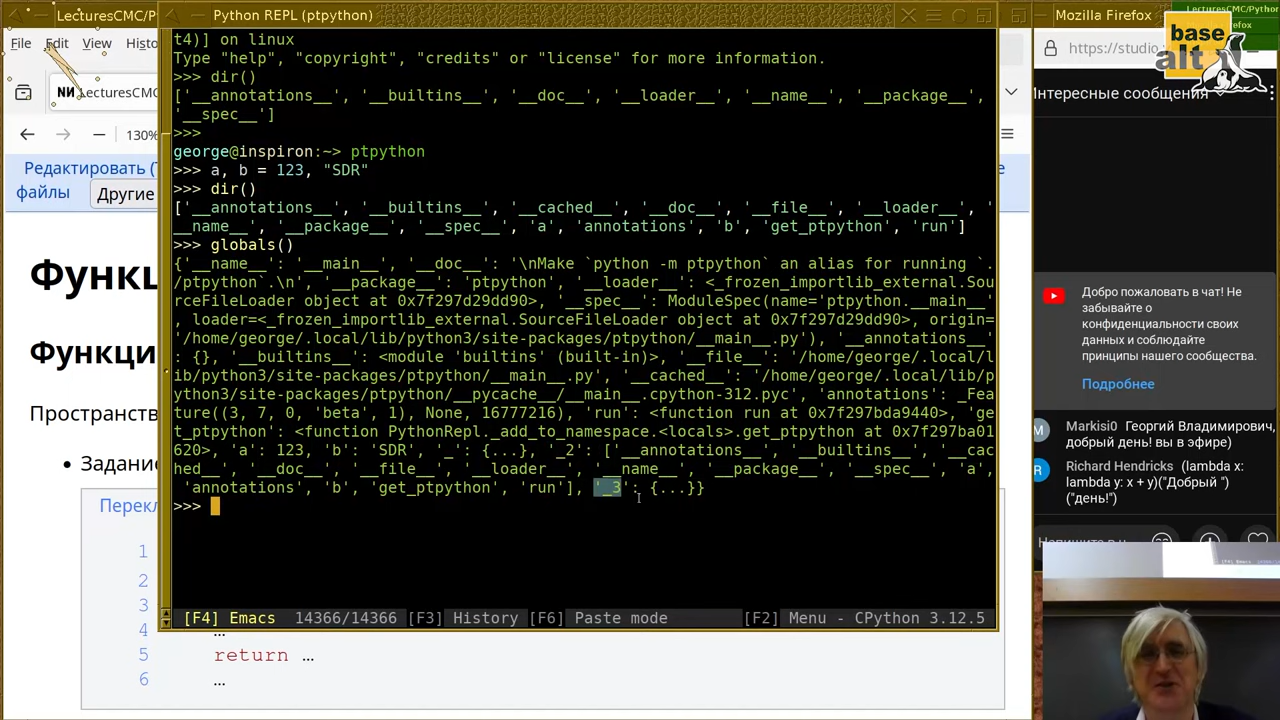 LecturesCMC/P
Python REPL (ptpython)
Mozilla Firefox
LecturesCMC/Python
Firefox
base
alt
File Edit View Histo
LecturesCMC
130%
https://studio.
Интересные сообщения
Редактировать (
файлы
Другие
t4)] on linux
Type "help", "copyright", "credits" or "license" for more information.
>>> dir()
['__annotations__', '__builtins__', '__doc__', '__loader__', '__name__', '__package__',
'__spec__']
>>>
george@inspiron:~> ptpython
>>> a, b = 123, "SDR"
>>> dir()
['__annotations__', '__builtins__', '__cached__', '__doc__', '__file__', '__loader__', '
__name__', '__package__', '__spec__', 'a', 'annotations', 'b', 'get_ptpython', 'run']
>>> globals()
{'__name__': '__main__', '__doc__': '\nMake `python -m ptpython` an alias for running `.
/ptpython`.\n', '__package__': 'ptpython', '__loader__': <_frozen_importlib_external.Sou
rceFileLoader object at 0x7f297d29dd90>, '__spec__': ModuleSpec(name='ptpython.__main__'
, loader=<_frozen_importlib_external.SourceFileLoader object at 0x7f297d29dd90>, origin=
'/home/george/.local/lib/python3/site-packages/ptpython/__main__.py'), '__annotations__'
: {}, '__builtins__': <module 'builtins' (built-in)>, '__file__': '/home/george/.local/l
ib/python3/site-packages/ptpython/__main__.py', '__cached__': '/home/george/.local/lib/p
ython3/site-packages/ptpython/__pycache__/__main__.cpython-312.pyc', 'annotations': _Fea
ture((3, 7, 0, 'beta', 1), None, 16777216), 'run': <function run at 0x7f297bda9440>, 'ge
t_ptpython': <function PythonRepl._add_to_namespace.<locals>.get_ptpython at 0x7f297ba01
620>, 'a': 123, 'b': 'SDR', '_': {...}, '_2': ['__annotations__', '__builtins__', '__cac
hed__', '__doc__', '__file__', '__loader__', '__name__', '__package__', '__spec__', 'a',
'annotations', 'b', 'get_ptpython', 'run'], '_3': {...}}
>>>
[F4] Emacs 14366/14366 [F3] History [F6] Paste mode [F2] Menu - CPython 3.12.5
Функц
Функци
Пространств
• Задание
Перекл
1
2
3
4 …
5 return …
6 …
Добро пожаловать в чат! Не
забывайте о
конфиденциальности своих
данных и соблюдайте
принципы нашего сообщества.
Подробнее
M Markisi0 Георгий Владимирович,
добрый день! вы в эфире)
R Richard Hendricks (lambda x:
lambda y: x + y)("Добрый ")
("день!")